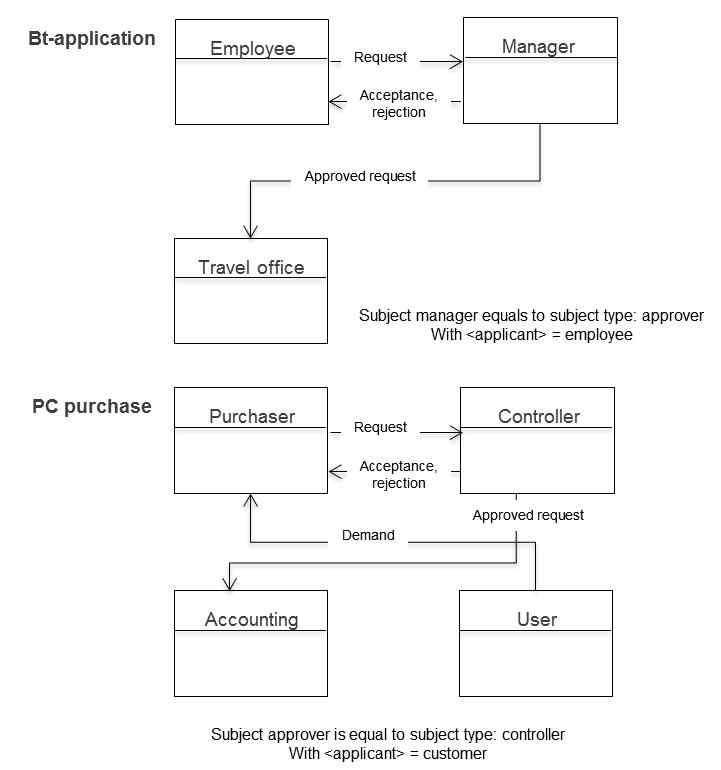 Bt-application
Employee
Manager
Request
Acceptance,
rejection
Approved request
Travel office
Subject manager equals to subject type: approver
With <applicant> = employee
PC purchase
Purchaser
Controller
Request
Acceptance,
rejection
Approved request
Demand
Accounting
User
Subject approver is equal to subject type: controller
With <applicant> = customer